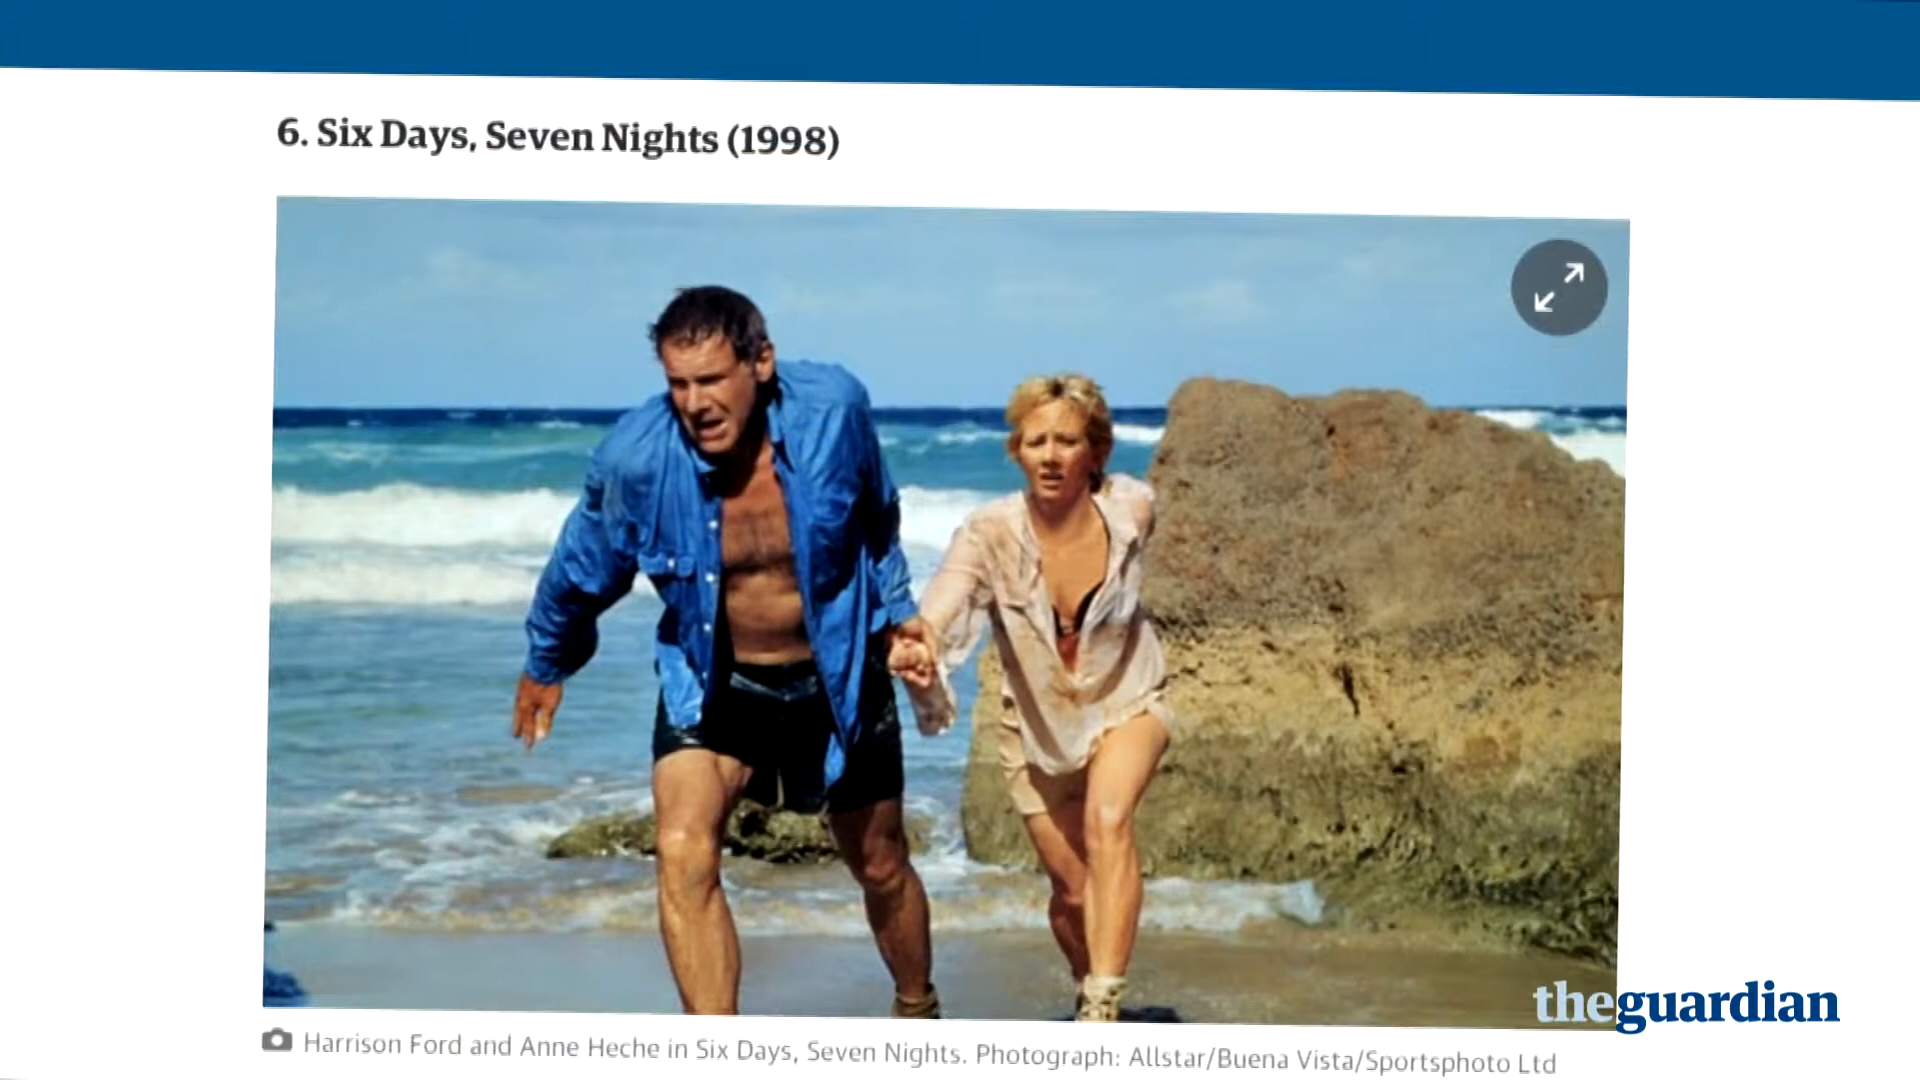 6. Six Days, Seven Nights (1998)
theguardian
Harrison Ford and Anne Heche in Six Days, Seven Nights. Photograph: Allstar/Buena Vista/Sportsphoto Ltd